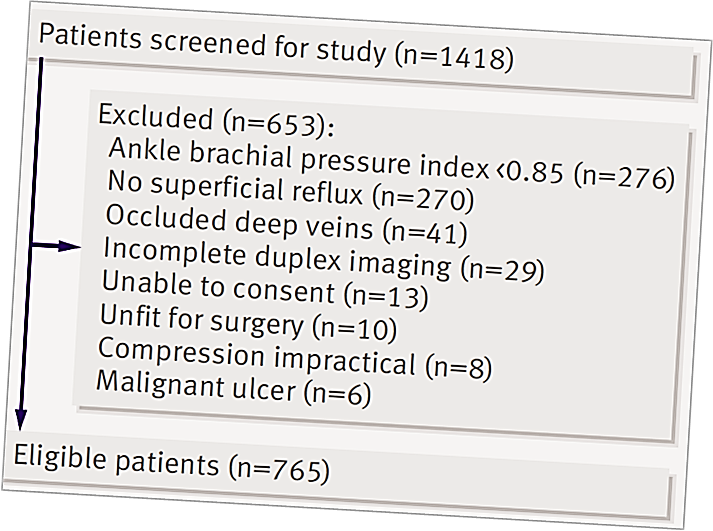 Patients screened for study (n=1418)
Excluded (n=653):
Ankle brachial pressure index <0.85 (n=276)
No superficial reflux (n=270)
Occluded deep veins (n=41)
Incomplete duplex imaging (n=29)
Unable to consent (n=13)
Unfit for surgery (n=10)
Compression impractical (n=8)
Malignant ulcer (n=6)
Eligible patients (n=765)